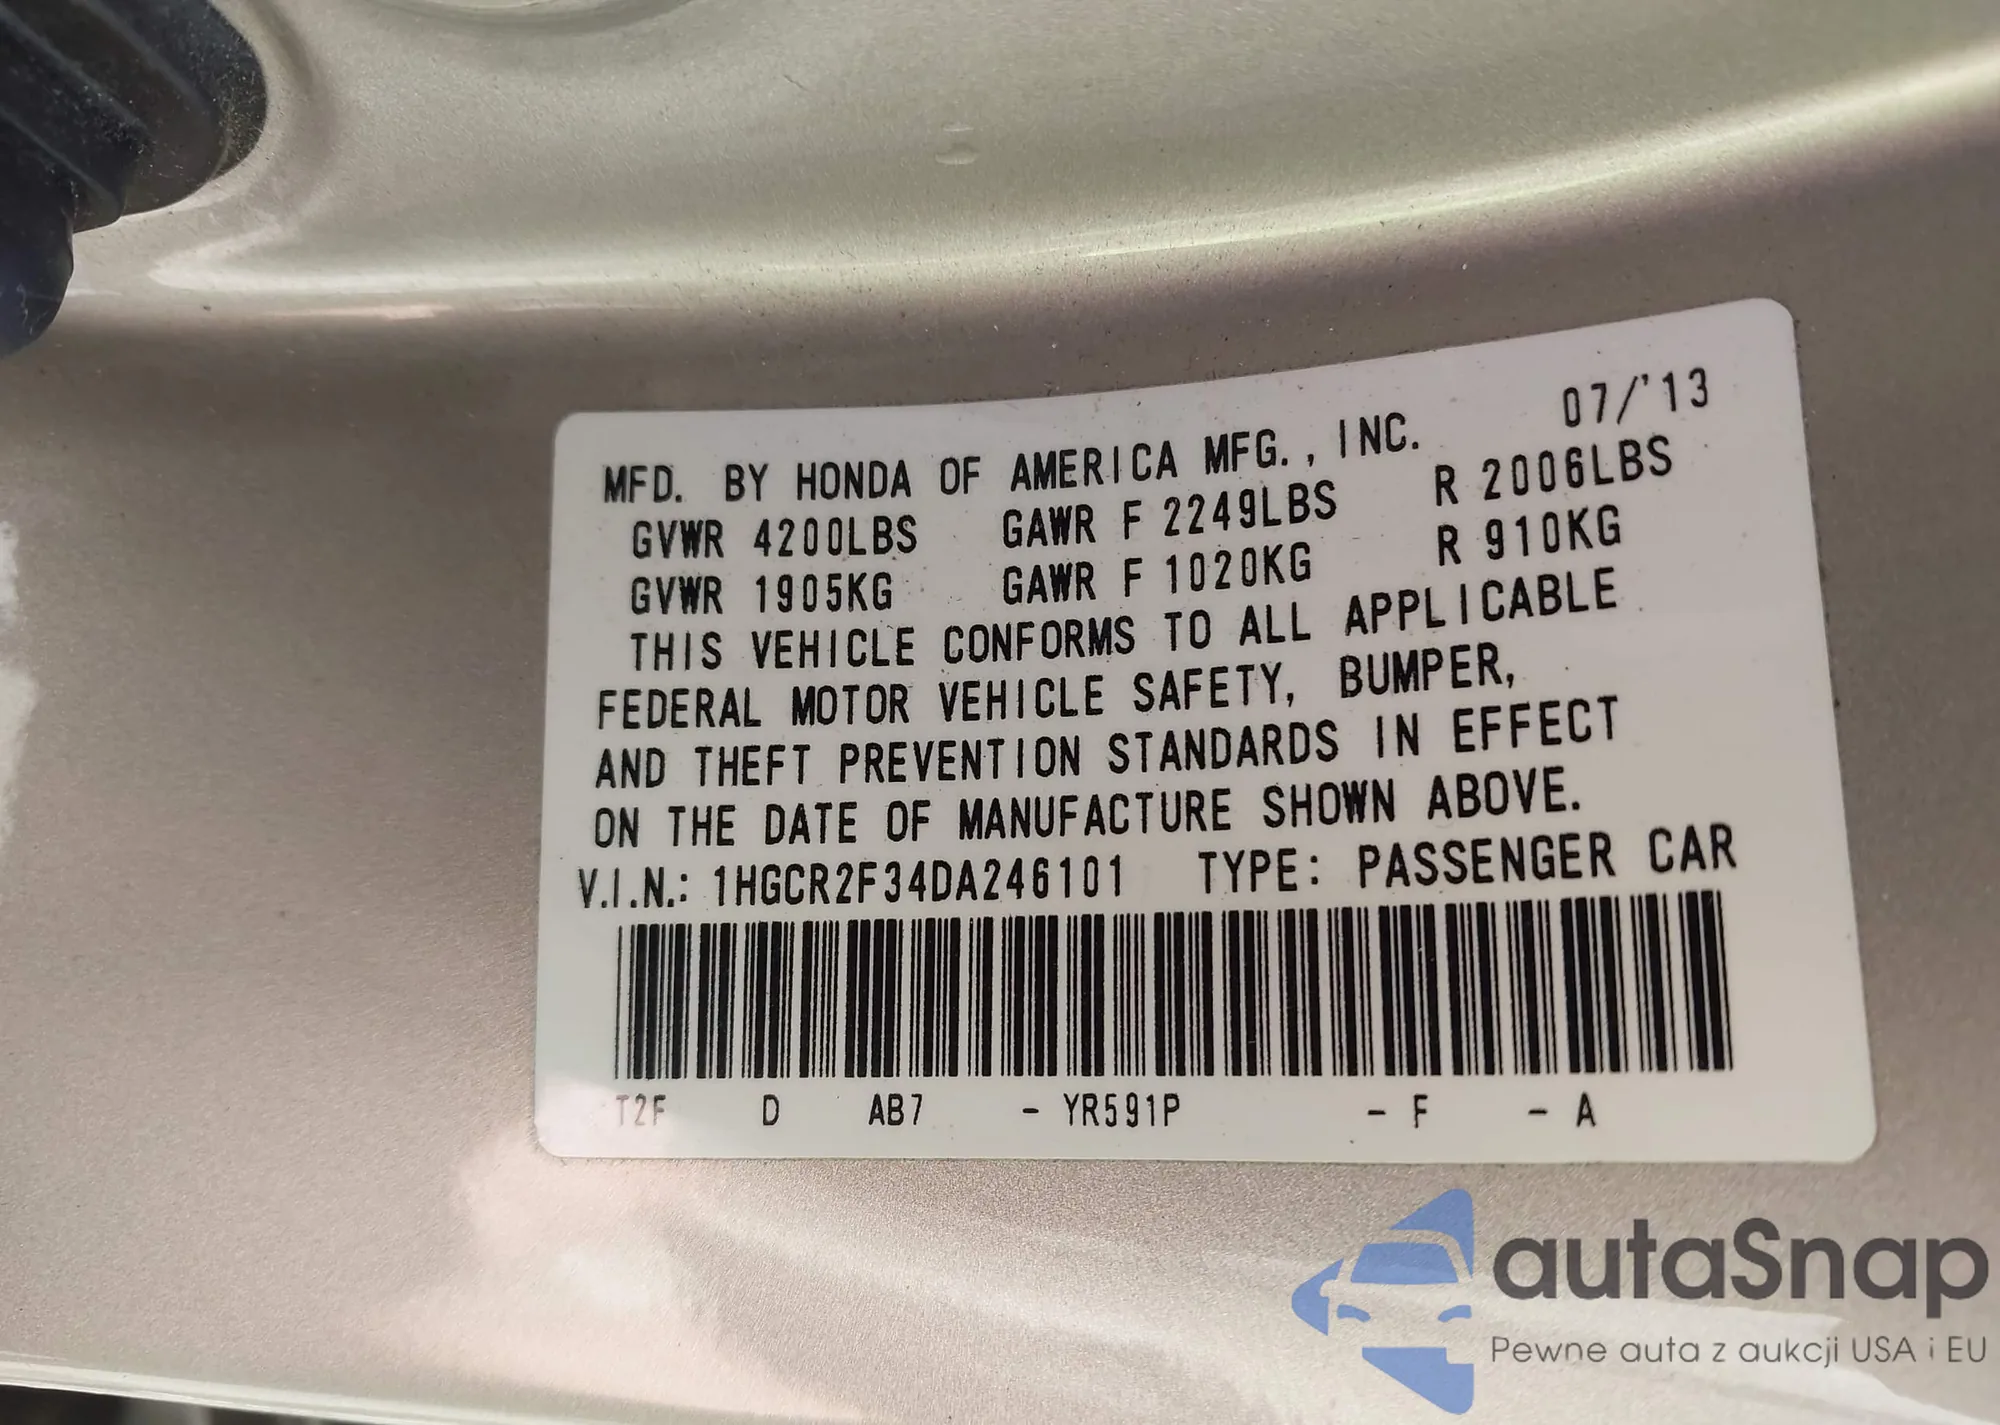 07/'13
MFD. BY HONDA OF AMERICA MFG., INC.
GVWR 4200LBS GAWR F 2249LBS R 2006LBS
GVWR 1905KG GAWR F 1020KG R 910KG
THIS VEHICLE CONFORMS TO ALL APPLICABLE
FEDERAL MOTOR VEHICLE SAFETY, BUMPER,
AND THEFT PREVENTION STANDARDS IN EFFECT
ON THE DATE OF MANUFACTURE SHOWN ABOVE.
V.I.N.: 1HGCR2F34DA246101 TYPE: PASSENGER CAR
T2F D AB7 - YR591P - F - A
autaSnap
Pewne auta z aukcji USA i EU